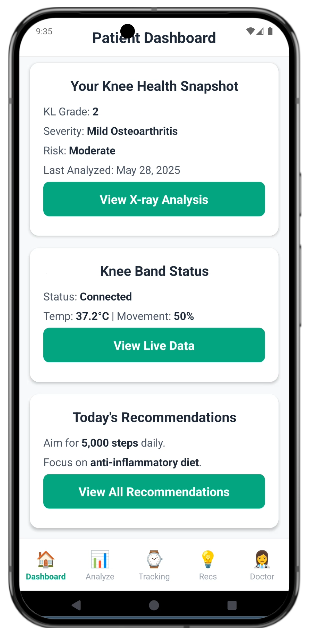 9:35
Patient Dashboard
Your Knee Health Snapshot
KL Grade: 2
Severity: Mild Osteoarthritis
Risk: Moderate
Last Analyzed: May 28, 2025
View X-ray Analysis
Knee Band Status
Status: Connected
Temp: 37.2°C | Movement: 50%
View Live Data
Today's Recommendations
Aim for 5,000 steps daily.
Focus on anti-inflammatory diet.
View All Recommendations
Dashboard Analyze Tracking Recs Doctor